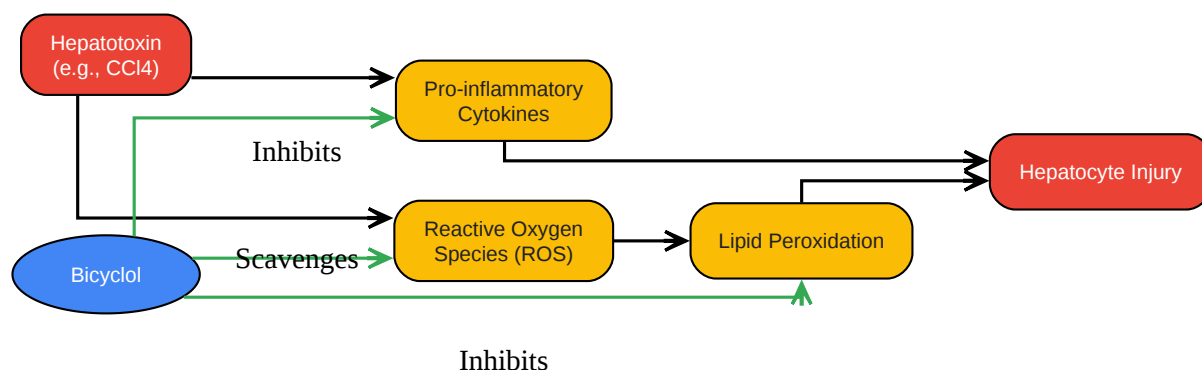 Hepatotoxin
(e.g., CCl4)
Pro-inflammatory
Cytokines
Inhibits
Hepatocyte Injury
Reactive Oxygen
Species (ROS)
Lipid Peroxidation
Scavenges
Bicyclol
Inhibits